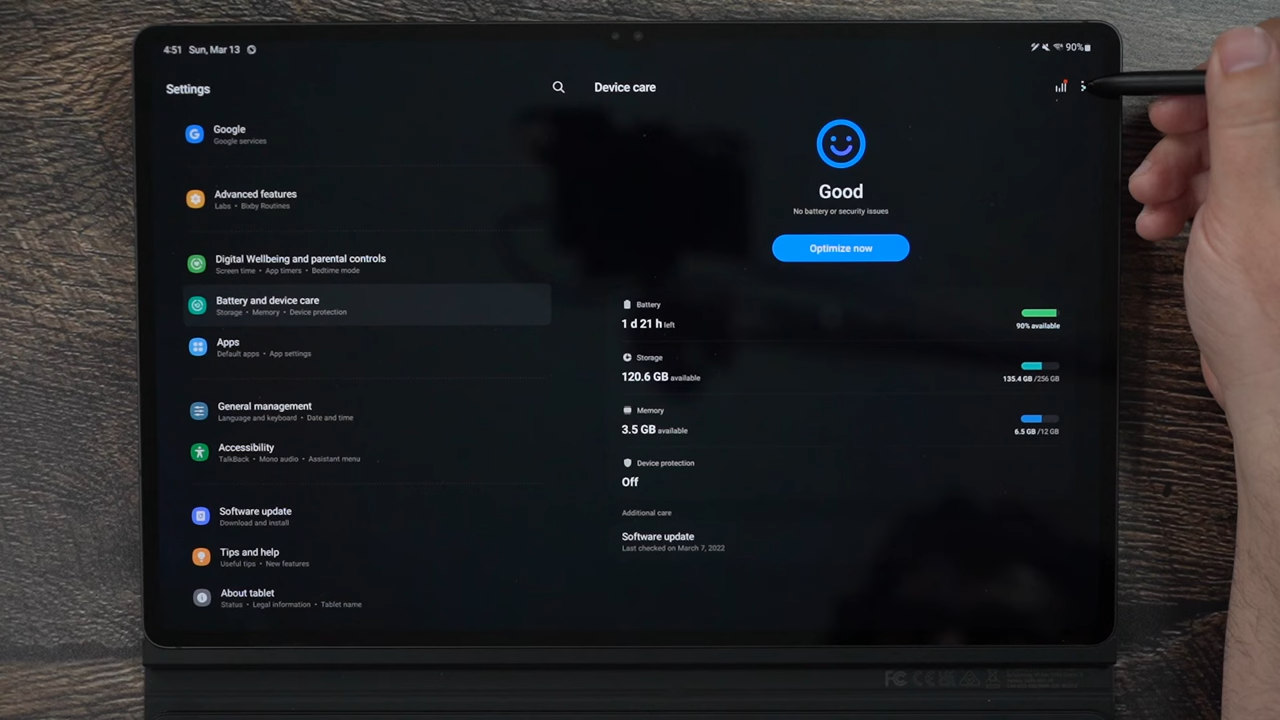 4:51 Sun, Mar 13
90%
Settings
Google
Google services
Advanced features
Labs • Bixby Routines
Digital Wellbeing and parental controls
Screen time • App timers • Bedtime mode
Battery and device care
Storage • Memory • Device protection
Apps
Default apps • App settings
General management
Language and keyboard • Date and time
Accessibility
TalkBack • Mono audio • Assistant menu
Software update
Download and install
Tips and help
Useful tips • New features
About tablet
Status • Legal information • Tablet name
Device care
Good
No battery or security issues
Optimize now
Battery
1 d 21 h left
90% available
Storage
120.6 GB available
135.4 GB /256 GB
Memory
3.5 GB available
6.5 GB /12 GB
Device protection
Off
Additional care
Software update
Last checked on March 7, 2022
FC CE UK CA